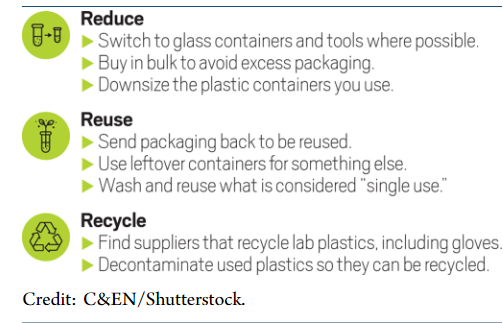 Reduce
▶ Switch to glass containers and tools where possible.
▶ Buy in bulk to avoid excess packaging.
▶ Downsize the plastic containers you use.
Reuse
▶ Send packaging back to be reused.
▶ Use leftover containers for something else.
▶ Wash and reuse what is considered “single use.”
Recycle
▶ Find suppliers that recycle lab plastics, including gloves.
▶ Decontaminate used plastics so they can be recycled.
Credit: C&EN/Shutterstock.